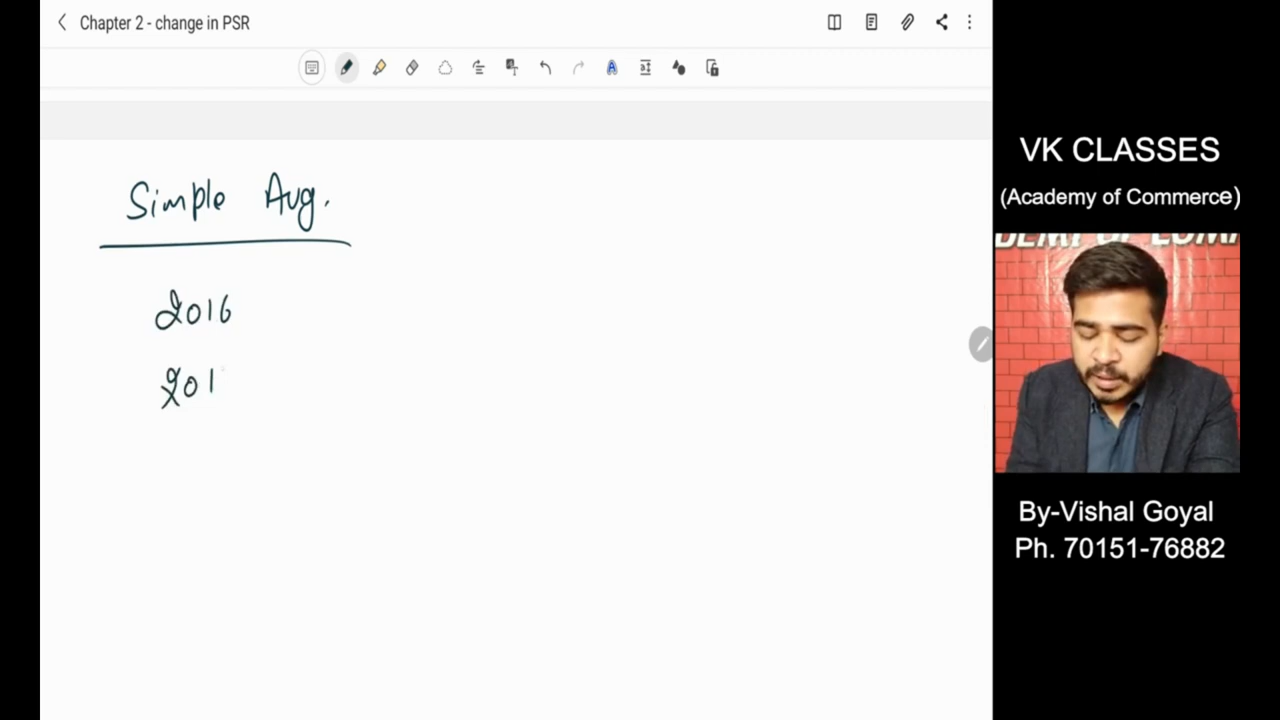 Chapter 2 - change in PSR
Simple Avg.
2016
201
VK CLASSES
(Academy of Commerce)
By-Vishal Goyal
Ph. 70151-76882